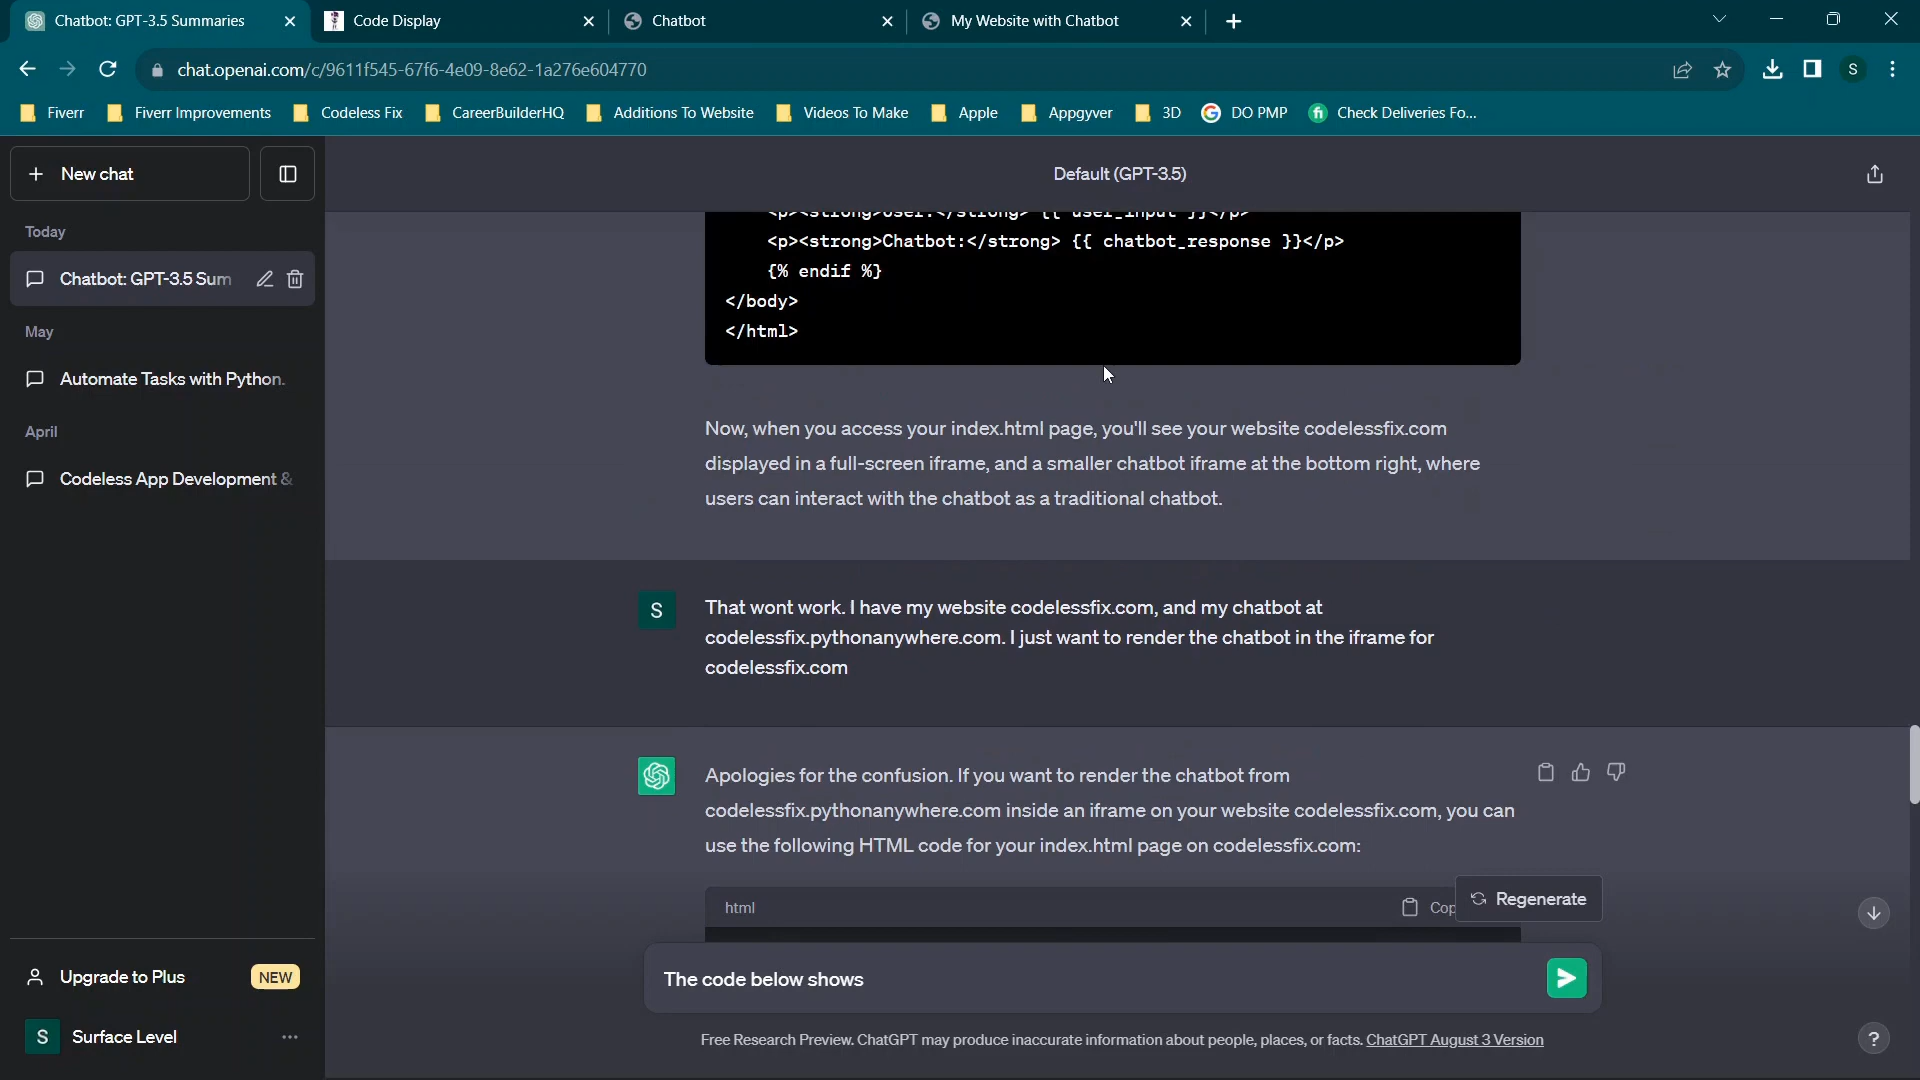 Chatbot: GPT-3.5 Summaries
Code Display
Chatbot
My Website with Chatbot
chat.openai.com/c/9611f545-67f6-4e09-8e62-1a276e604770
S
Fiverr
Fiverr Improvements
Codeless Fix
CareerBuilderHQ
Additions To Website
Videos To Make
Apple
Appgyver
3D
DO PMP
Check Deliveries Fo...
New chat
Default (GPT-3.5)
Today
Chatbot: GPT-3.5 Sum
May
Automate Tasks with Python.
April
Codeless App Development &
<p><strong>User:</strong> {{ user_input }}</p>
<p><strong>Chatbot:</strong> {{ chatbot_response }}</p>
{% endif %}
</body>
</html>
Now, when you access your index.html page, you'll see your website codelessfix.com
displayed in a full-screen iframe, and a smaller chatbot iframe at the bottom right, where
users can interact with the chatbot as a traditional chatbot.
S
That wont work. I have my website codelessfix.com, and my chatbot at
codelessfix.pythonanywhere.com. I just want to render the chatbot in the iframe for
codelessfix.com
Apologies for the confusion. If you want to render the chatbot from
codelessfix.pythonanywhere.com inside an iframe on your website codelessfix.com, you can
use the following HTML code for your index.html page on codelessfix.com:
html
Cop
Regenerate
The code below shows
Upgrade to Plus
NEW
S
Surface Level
Free Research Preview. ChatGPT may produce inaccurate information about people, places, or facts. ChatGPT August 3 Version
?